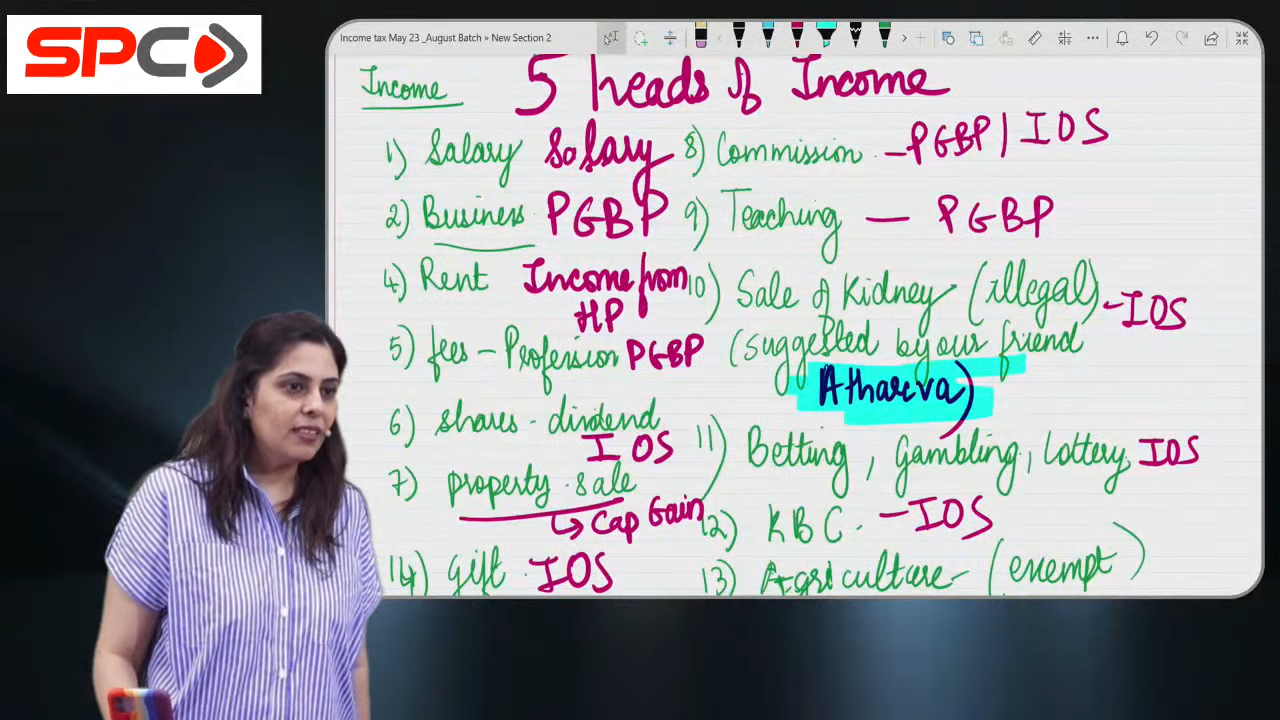 SPC
Income tax May 23 _August Batch » New Section 2
Income
5 heads of Income
1) Salary Salary
2) Business PGBP
4) Rent Income from HP
5) fees - Profession PGBP
6) shares - dividend IOS
7) property sale
↳ Cap Gain
14) gift IOS
8) Commission - PGBP | IOS
9) Teaching — PGBP
10) Sale of Kidney (illegal) - IOS
(suggested by our friend
Atharva)
11) Betting, Gambling, Lottery IOS
12) KBC - IOS
13) Agriculture - (exempt)